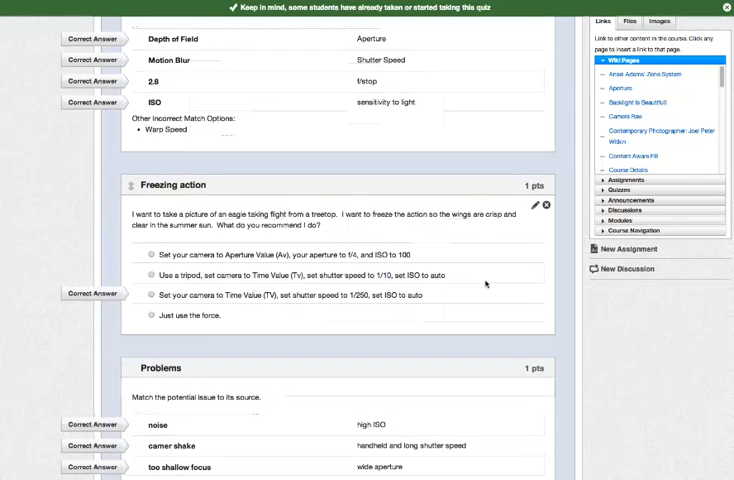 Keep in mind, some students have already taken or started taking this quiz
Correct Answer Depth of Field Aperture
Correct Answer Motion Blur Shutter Speed
Correct Answer 2.8 f/stop
Correct Answer ISO sensitivity to light
Other Incorrect Match Options:
• Warp Speed
Freezing action 1 pts
I want to take a picture of an eagle taking flight from a treetop. I want to freeze the action so the wings are crisp and
clear in the summer sun. What do you recommend I do?
Set your camera to Aperture Value (Av), your aperture to f/4, and ISO to 100
Use a tripod, set camera to Time Value (Tv), set shutter speed to 1/10, set ISO to auto
Correct Answer Set your camera to Time Value (TV), set shutter speed to 1/250, set ISO to auto
Just use the force.
Problems 1 pts
Match the potential issue to its source.
Correct Answer noise high ISO
Correct Answer camer shake handheld and long shutter speed
Correct Answer too shallow focus wide aperture
Links Files Images
Link to other content in the course. Click any
page to insert a link to that page.
Wiki Pages
Ansel Adams' Zone System
Aperture
Backlight is Beautiful!
Camera Raw
Contemporary Photographer: Joel Peter
Witkin
Content Aware Fill
Course Details
Assignments
Quizzes
Announcements
Discussions
Modules
Course Navigation
New Assignment
New Discussion